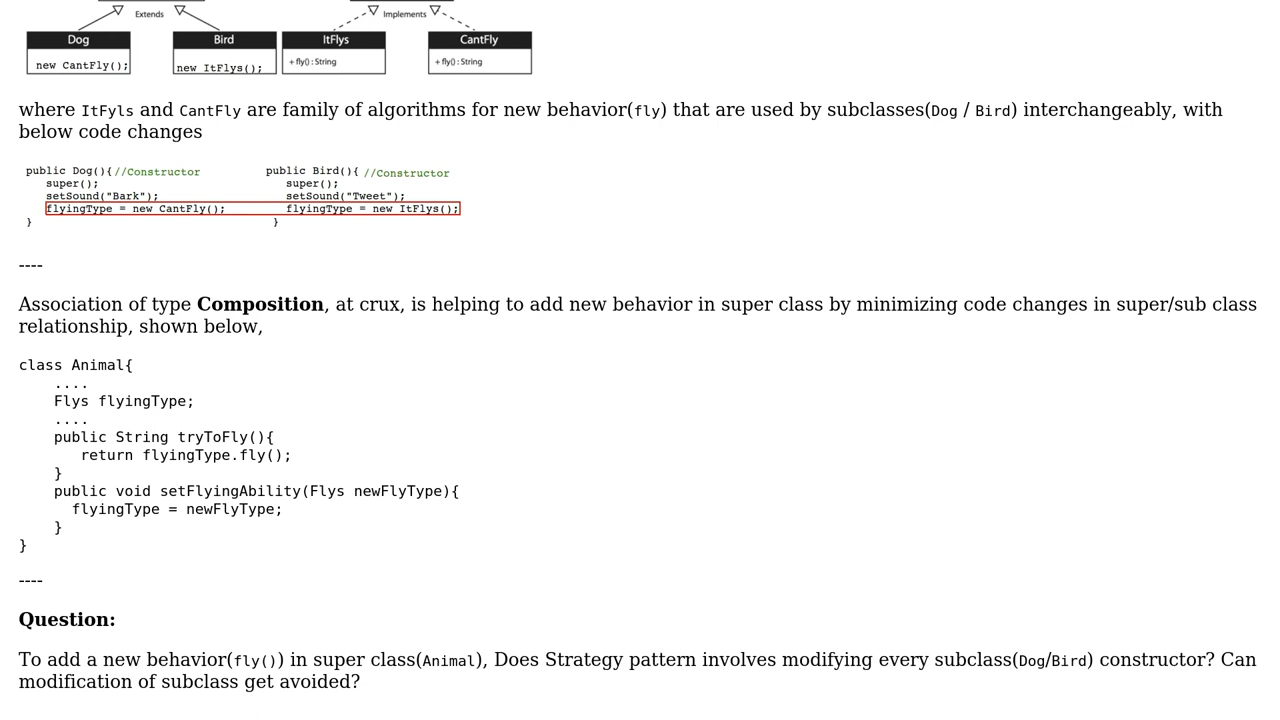 Extends Implements
Dog Bird ItFlys CantFly
new CantFly(); new ItFlys(); + fly() : String + fly() : String
where ItFyls and CantFly are family of algorithms for new behavior(fly) that are used by subclasses(Dog / Bird) interchangeably, with
below code changes
public Dog(){ //Constructor public Bird(){ //Constructor
super(); super();
setSound("Bark"); setSound("Tweet");
flyingType = new CantFly(); flyingType = new ItFlys();
} }
----
Association of type Composition, at crux, is helping to add new behavior in super class by minimizing code changes in super/sub class
relationship, shown below,
class Animal{
....
Flys flyingType;
....
public String tryToFly(){
return flyingType.fly();
}
public void setFlyingAbility(Flys newFlyType){
flyingType = newFlyType;
}
}
----
Question:
To add a new behavior(fly()) in super class(Animal), Does Strategy pattern involves modifying every subclass(Dog/Bird) constructor? Can
modification of subclass get avoided?